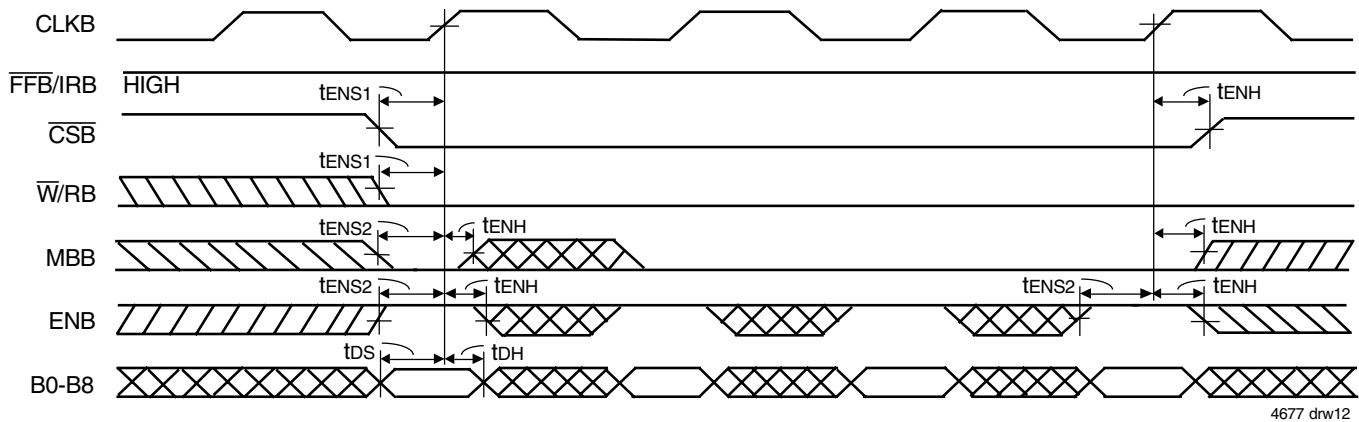 CLKB
FFB/IRB HIGH
tENS1 tENH
CSB
tENS1
W/RB
tENS2 tENH tENH
MBB
tENS2 tENH tENS2 tENH
ENB
tDS tDH
B0-B8
4677 drw12